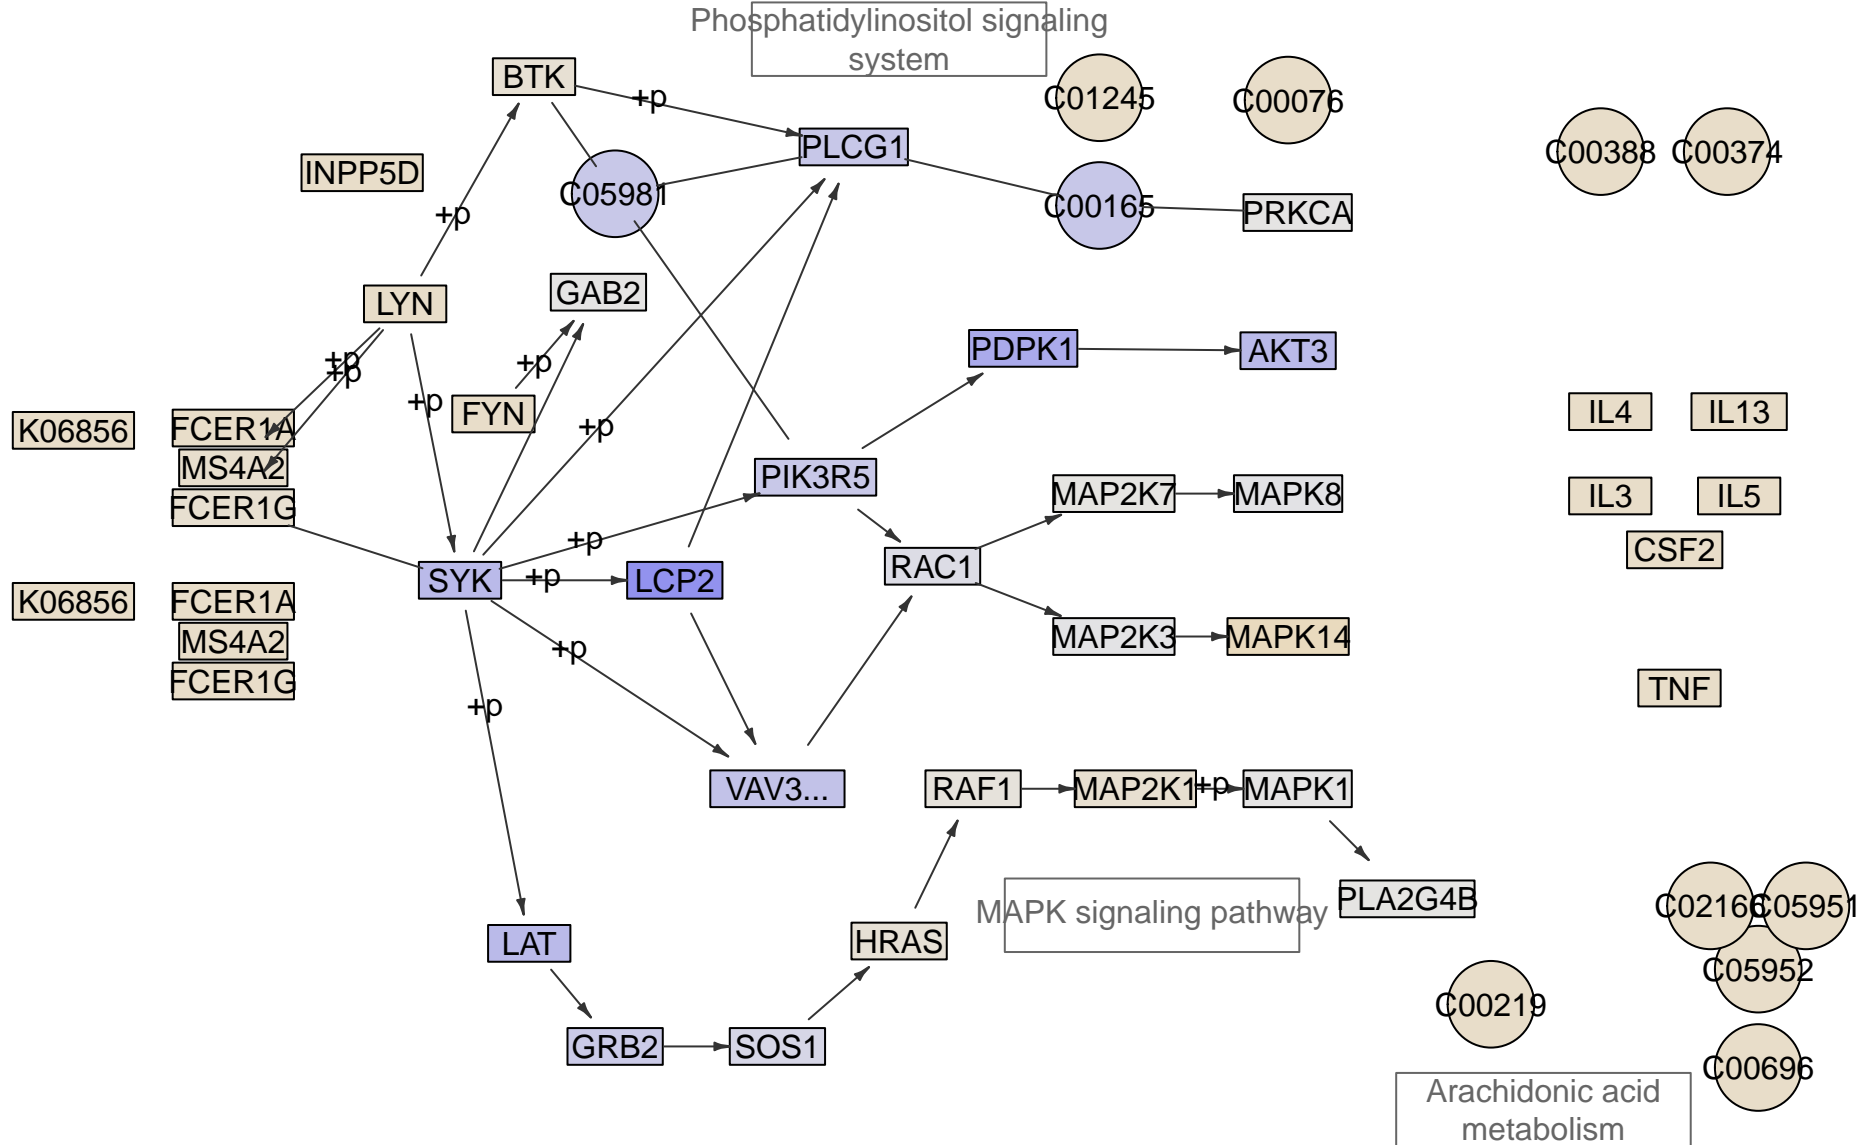 Phosphatidylinositol signaling
system
BTK
+p
C01245
C00076
PLCG1
C00388
C00374
INPP5D
C05981
C00165
PRKCA
+p
LYN
GAB2
PDPK1
AKT3
+p
+p
+p
+p
FYN
+p
K06856
FCER1A
MS4A2
FCER1G
IL4
IL13
PIK3R5
MAP2K7
MAPK8
IL3
IL5
+p
CSF2
SYK
+p
LCP2
RAC1
K06856
FCER1A
MS4A2
FCER1G
+p
MAP2K3
MAPK14
TNF
+p
VAV3...
RAF1
MAP2K1
+p
MAPK1
PLA2G4B
MAPK signaling pathway
C02166
C05951
C05952
LAT
HRAS
C00219
GRB2
SOS1
C00696
Arachidonic acid
metabolism